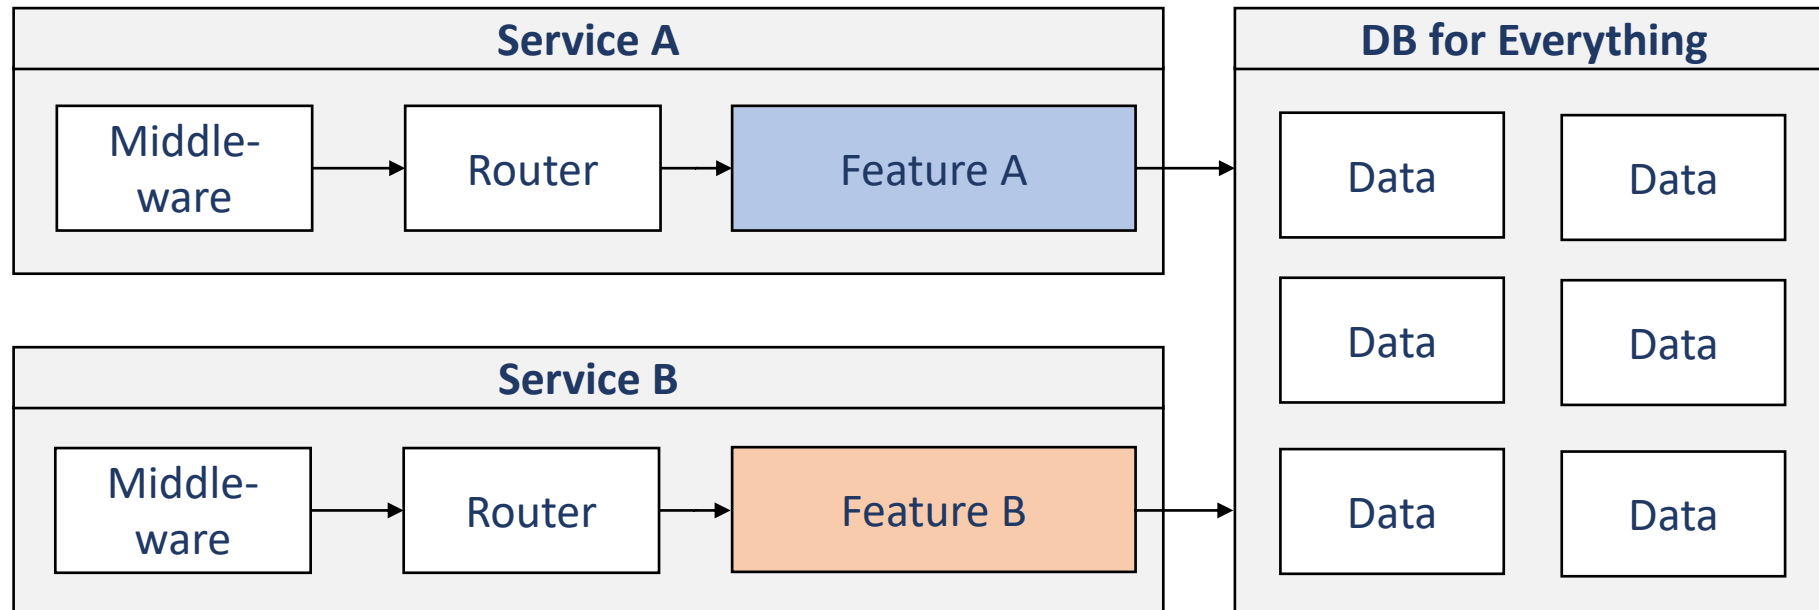 Service A
DB for Everything
Middle-
ware
Router
Feature A
Data
Data
Data
Data
Service B
Middle-
ware
Router
Feature B
Data
Data